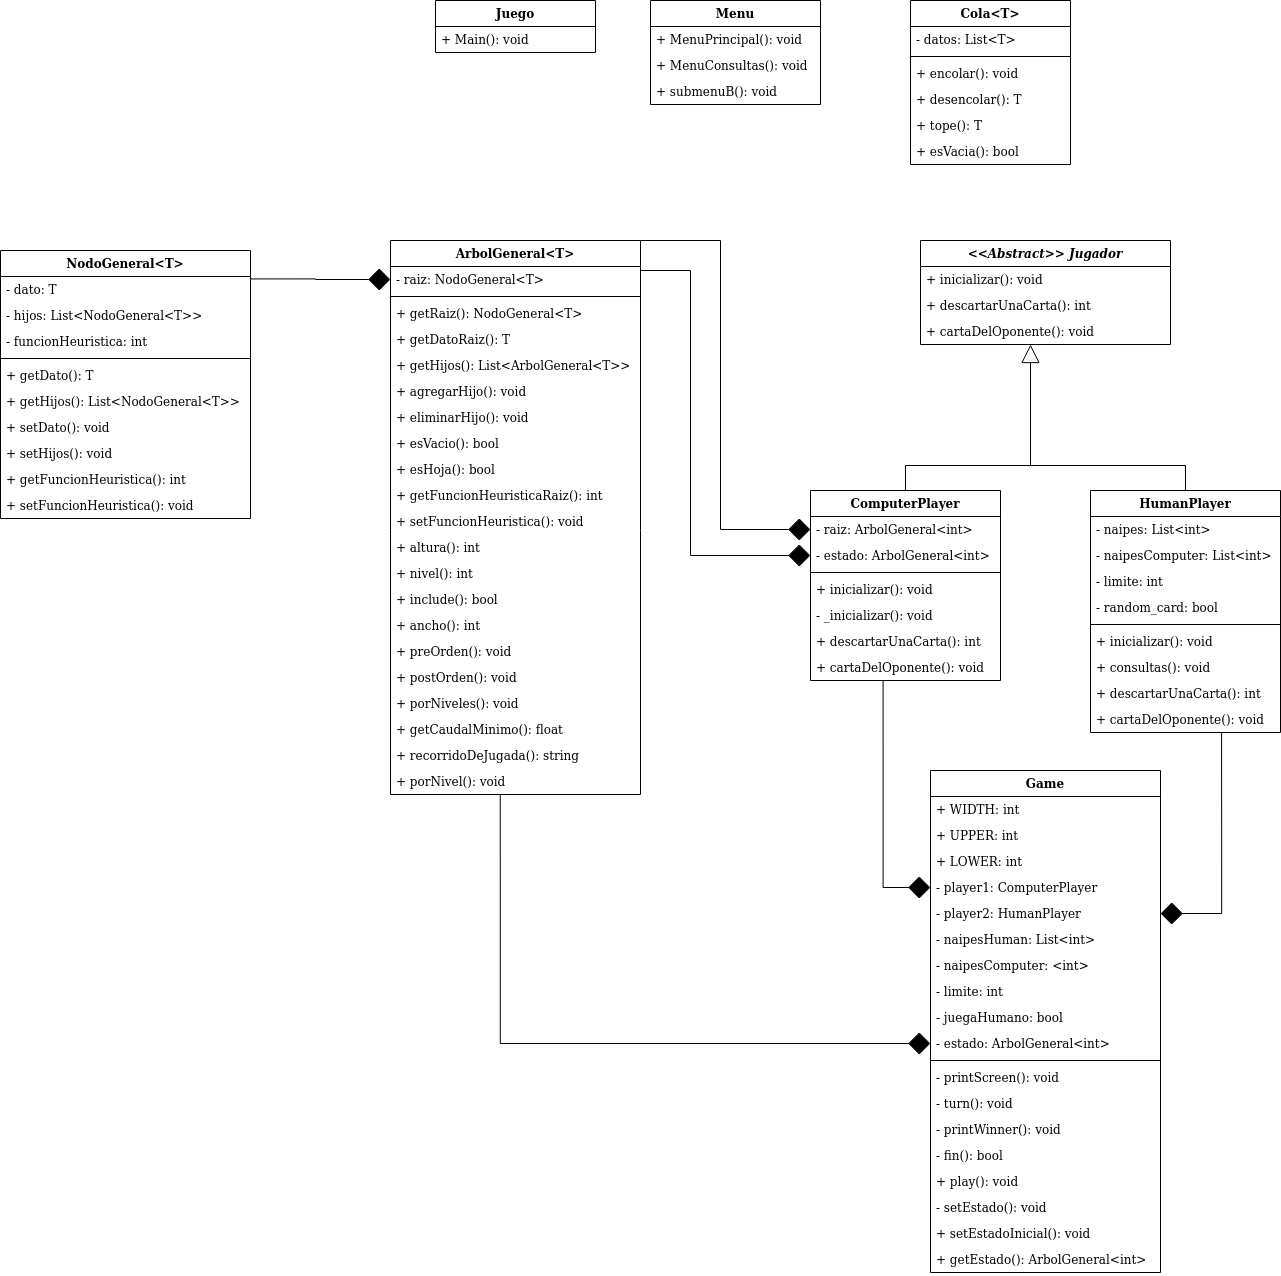 Juego
+ Main(): void
Menu
+ MenuPrincipal(): void
+ MenuConsultas(): void
+ submenuB(): void
Cola<T>
- datos: List<T>
+ encolar(): void
+ desencolar(): T
+ tope(): T
+ esVacia(): bool
NodoGeneral<T>
- dato: T
- hijos: List<NodoGeneral<T>>
- funcionHeuristica: int
+ getDato(): T
+ getHijos(): List<NodoGeneral<T>>
+ setDato(): void
+ setHijos(): void
+ getFuncionHeuristica(): int
+ setFuncionHeuristica(): void
ArbolGeneral<T>
- raiz: NodoGeneral<T>
+ getRaiz(): NodoGeneral<T>
+ getDatoRaiz(): T
+ getHijos(): List<ArbolGeneral<T>>
+ agregarHijo(): void
+ eliminarHijo(): void
+ esVacio(): bool
+ esHoja(): bool
+ getFuncionHeuristicaRaiz(): int
+ setFuncionHeuristica(): void
+ altura(): int
+ nivel(): int
+ include(): bool
+ ancho(): int
+ preOrden(): void
+ postOrden(): void
+ porNiveles(): void
+ getCaudalMinimo(): float
+ recorridoDeJugada(): string
+ porNivel(): void
<<Abstract>> Jugador
+ inicializar(): void
+ descartarUnaCarta(): int
+ cartaDelOponente(): void
ComputerPlayer
- raiz: ArbolGeneral<int>
- estado: ArbolGeneral<int>
+ inicializar(): void
- _inicializar(): void
+ descartarUnaCarta(): int
+ cartaDelOponente(): void
HumanPlayer
- naipes: List<int>
- naipesComputer: List<int>
- limite: int
- random_card: bool
+ inicializar(): void
+ consultas(): void
+ descartarUnaCarta(): int
+ cartaDelOponente(): void
Game
+ WIDTH: int
+ UPPER: int
+ LOWER: int
- player1: ComputerPlayer
- player2: HumanPlayer
- naipesHuman: List<int>
- naipesComputer: <int>
- limite: int
- juegaHumano: bool
- estado: ArbolGeneral<int>
- printScreen(): void
- turn(): void
- printWinner(): void
- fin(): bool
+ play(): void
- setEstado(): void
+ setEstadoInicial(): void
+ getEstado(): ArbolGeneral<int>